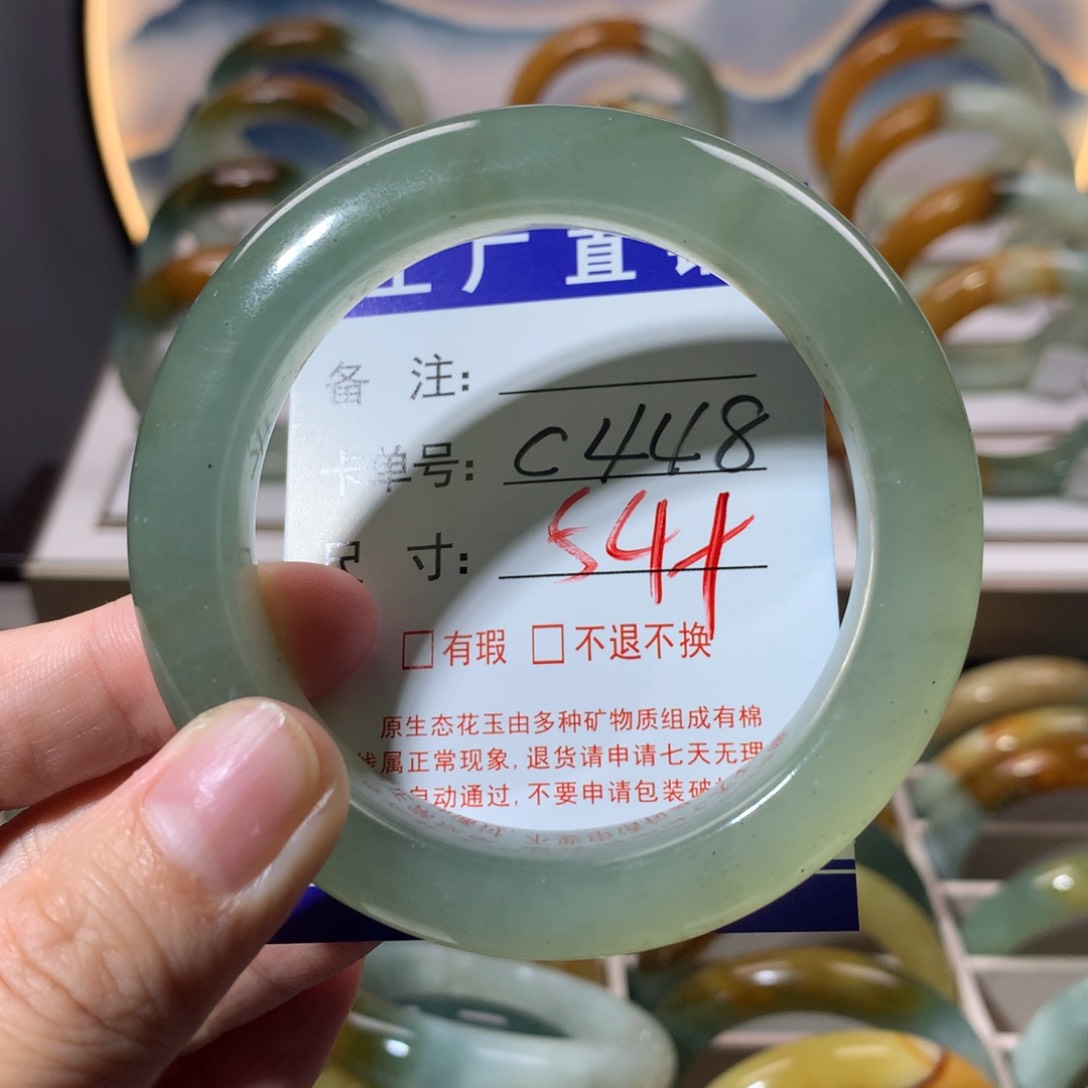 厂直
备 注:
单号: C448
尺 寸: 54+
□有瑕 □不退不换
原生态花玉由多种矿物质组成有棉
线属正常现象,退货请申请七天无理
自动通过,不要申请包装破